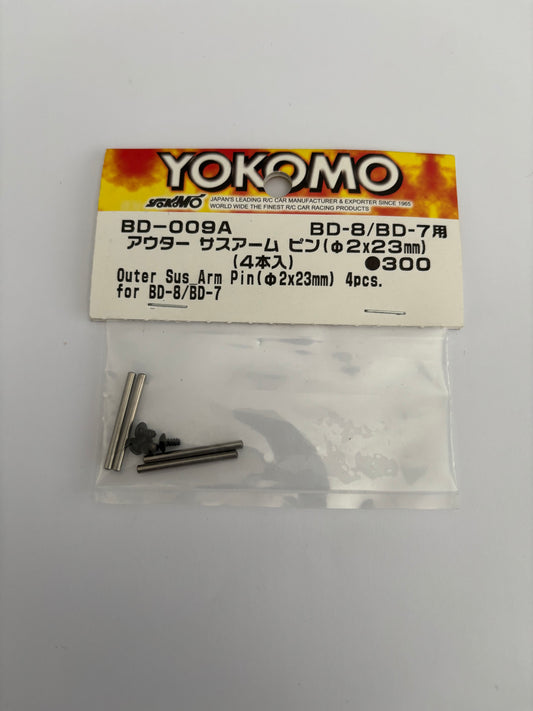 YOKOMO
YOKOMO JAPAN'S LEADING R/C CAR MANUFACTURER & EXPORTER SINCE 1965
WORLD WIDE THE FINEST R/C CAR RACING PRODUCTS
BD-009A BD-8/BD-7用
アウター サスアーム ピン(Φ2x23mm)
(4本入) ●300
Outer Sus_Arm Pin(Φ2x23mm) 4pcs.
for BD-8/BD-7